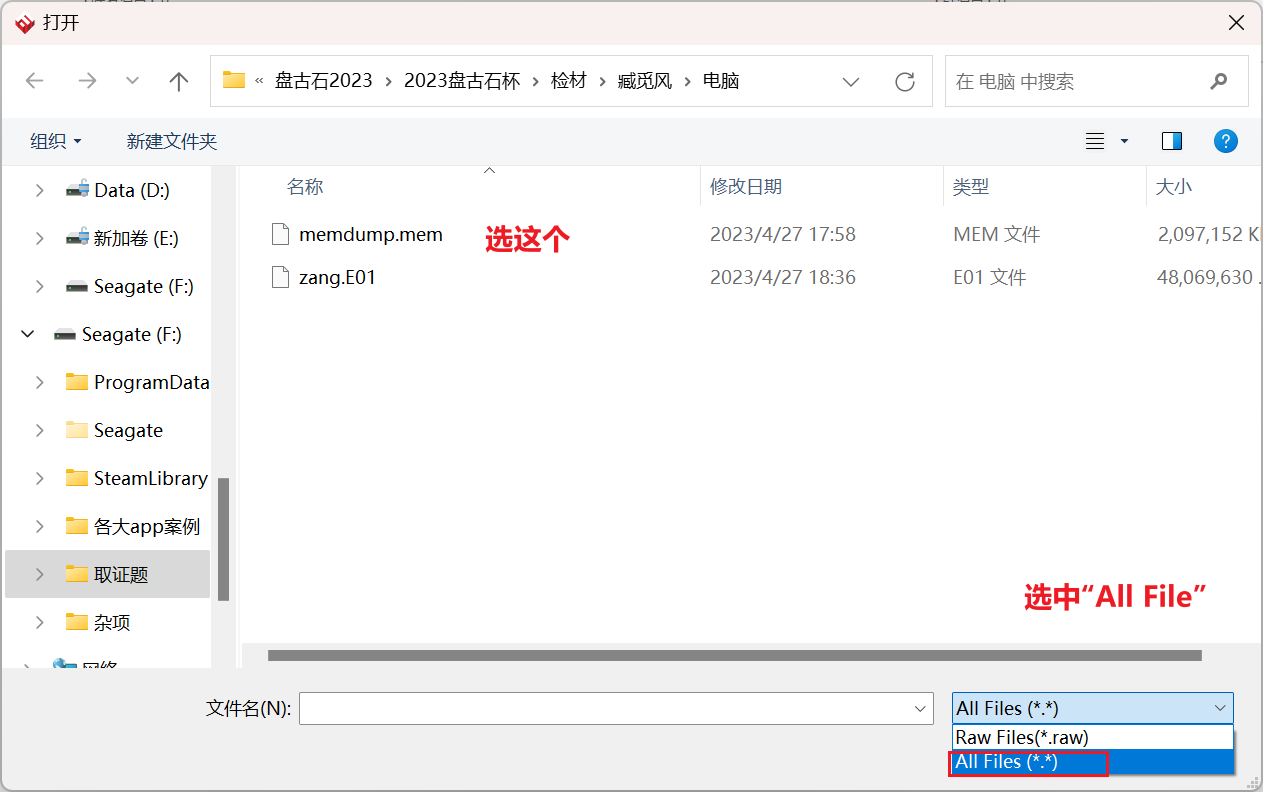 打开
« 盘古石2023 › 2023盘古石杯 › 检材 › 臧觅风 › 电脑
在 电脑 中搜索
组织
新建文件夹
?
名称
修改日期
类型
大小
Data (D:)
新加卷 (E:)
Seagate (F:)
Seagate (F:)
ProgramData
Seagate
SteamLibrary
各大app案例
取证题
杂项
网络
memdump.mem 选这个 2023/4/27 17:58 MEM 文件 2,097,152 K
zang.E01 2023/4/27 18:36 E01 文件 48,069,630
选中“All File”
文件名(N):
All Files (*.*)
Raw Files(*.raw)
All Files (*.*)